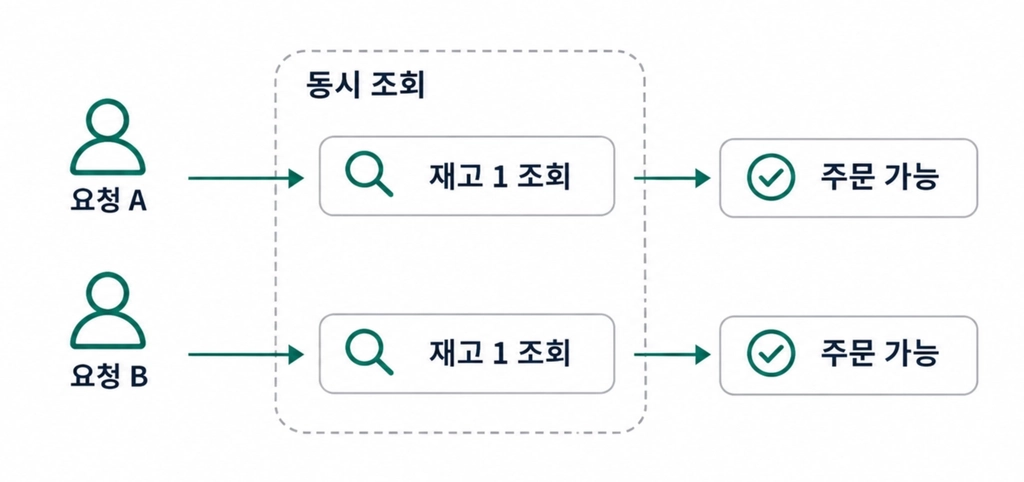 동시 조회
요청 A
재고 1 조회
주문 가능
요청 B
재고 1 조회
주문 가능